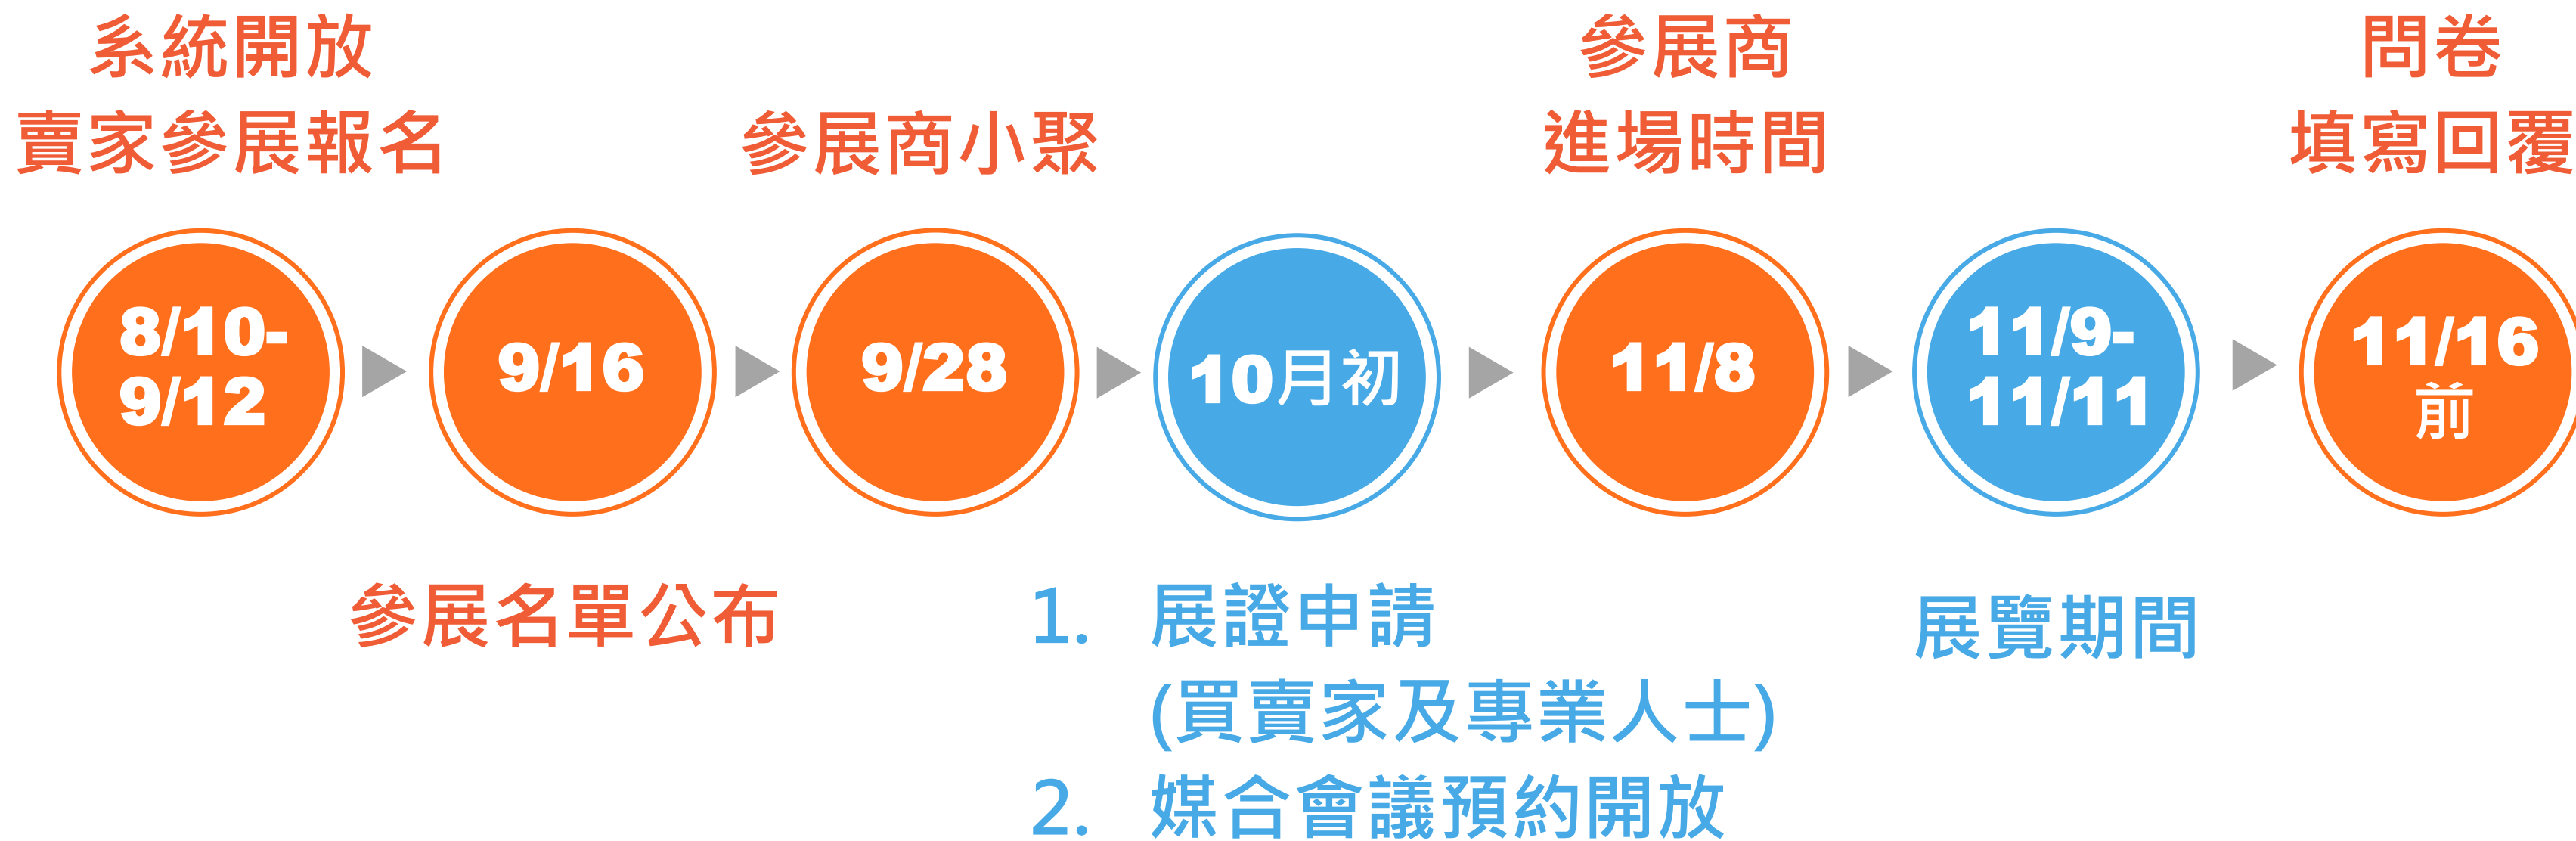 系統開放
賣家參展報名
參展商小聚
參展商
進場時間
問卷
填寫回覆
8/10-
9/12
9/16
9/28
10月初
11/8
11/9-
11/11
11/16
前
參展名單公布
1. 展證申請
(買賣家及專業人士)
2. 媒合會議預約開放
展覽期間